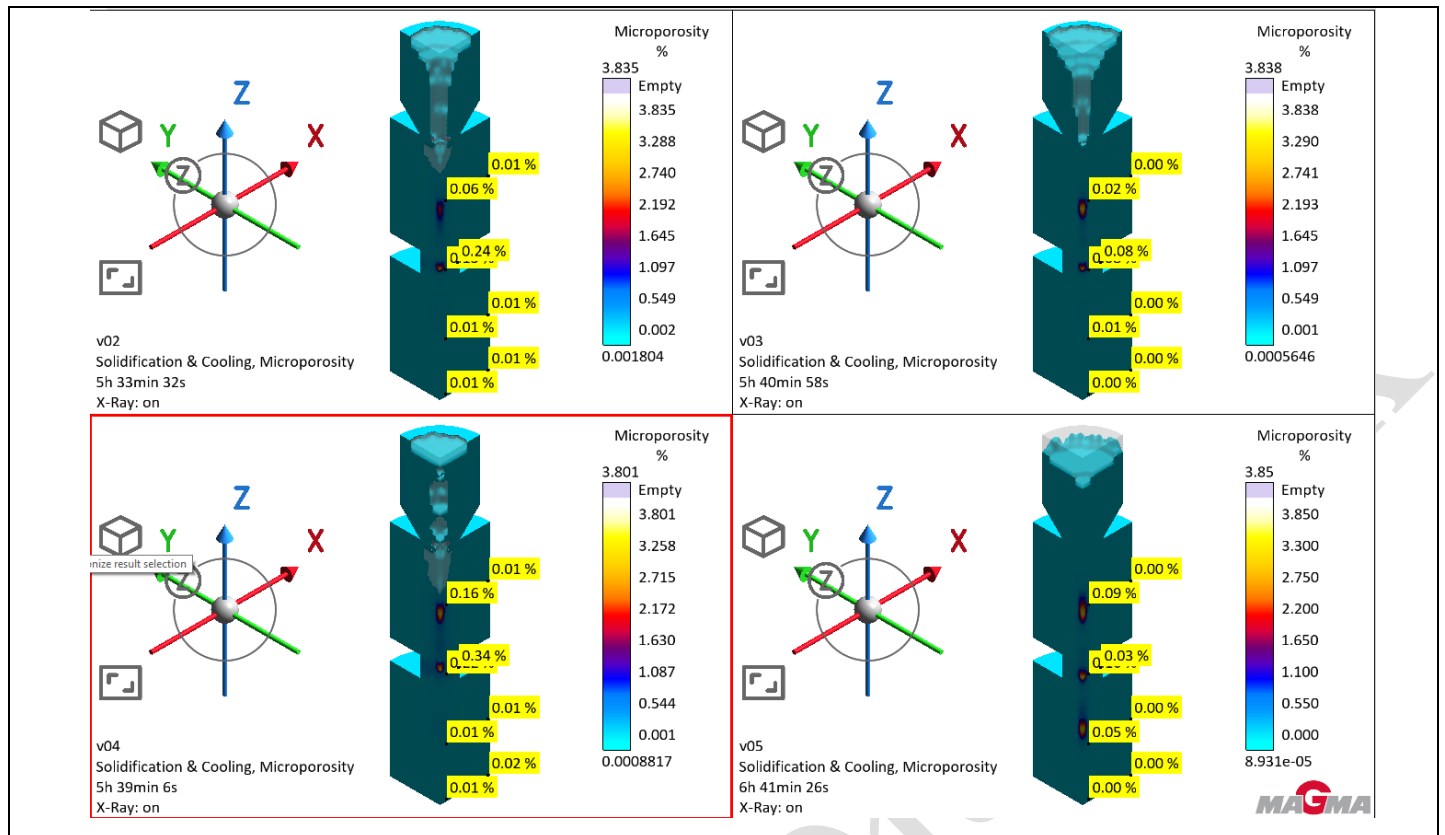 Microporosity
%
3.835
Empty
3.835
3.288
2.740
2.192
1.645
1.097
0.549
0.002
0.001804
Z
Y
X
Z
0.01 %
0.06 %
0.24 %
0.01 %
0.01 %
0.01 %
0.01 %
v02
Solidification & Cooling, Microporosity
5h 33min 32s
X-Ray: on
Microporosity
%
3.838
Empty
3.838
3.290
2.741
2.193
1.645
1.097
0.549
0.001
0.0005646
Z
Y
X
Z
0.00 %
0.02 %
0.08 %
0.00 %
0.01 %
0.00 %
0.00 %
v03
Solidification & Cooling, Microporosity
5h 40min 58s
X-Ray: on
Microporosity
%
3.801
Empty
3.801
3.258
2.715
2.172
1.630
1.087
0.544
0.001
0.0008817
Z
Y
X
Z
onize result selection
0.01 %
0.16 %
0.34 %
0.01 %
0.01 %
0.02 %
0.01 %
v04
Solidification & Cooling, Microporosity
5h 39min 6s
X-Ray: on
Microporosity
%
3.85
Empty
3.850
3.300
2.750
2.200
1.650
1.100
0.550
0.000
8.931e-05
Z
Y
X
Z
0.00 %
0.09 %
0.03 %
0.00 %
0.05 %
0.00 %
0.00 %
v05
Solidification & Cooling, Microporosity
6h 41min 26s
X-Ray: on
MAGMA